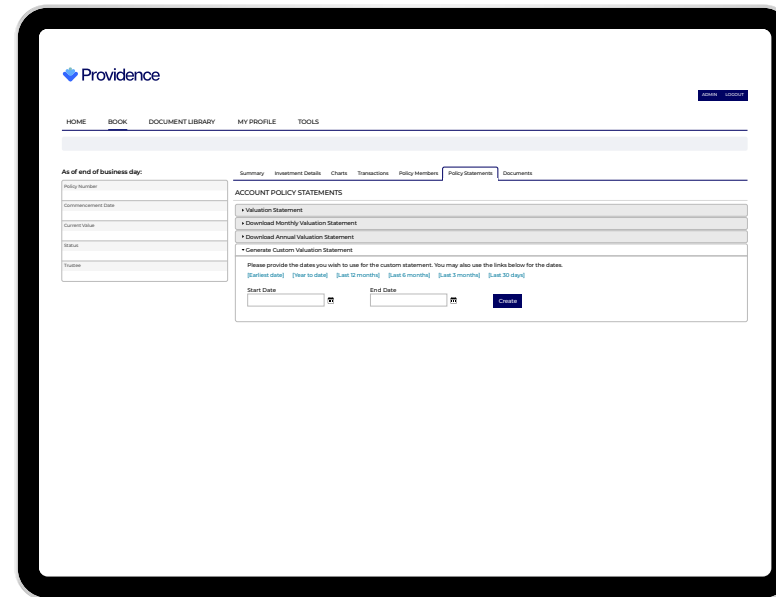 Providence
ADMIN LOGOUT
HOME BOOK DOCUMENT LIBRARY MY PROFILE TOOLS
As of end of business day:
Policy Number
Commencement Date
Current Value
Status
Trustee
Summary Investment Details Charts Transactions Policy Members Policy Statements Documents
ACCOUNT POLICY STATEMENTS
Valuation Statement
Download Monthly Valuation Statement
Download Annual Valuation Statement
Generate Custom Valuation Statement
Please provide the dates you wish to use for the custom statement. You may also use the links below for the dates.
[Earliest date] [Year to date] [Last 12 months] [Last 6 months] [Last 3 months] [Last 30 days]
Start Date End Date
Create